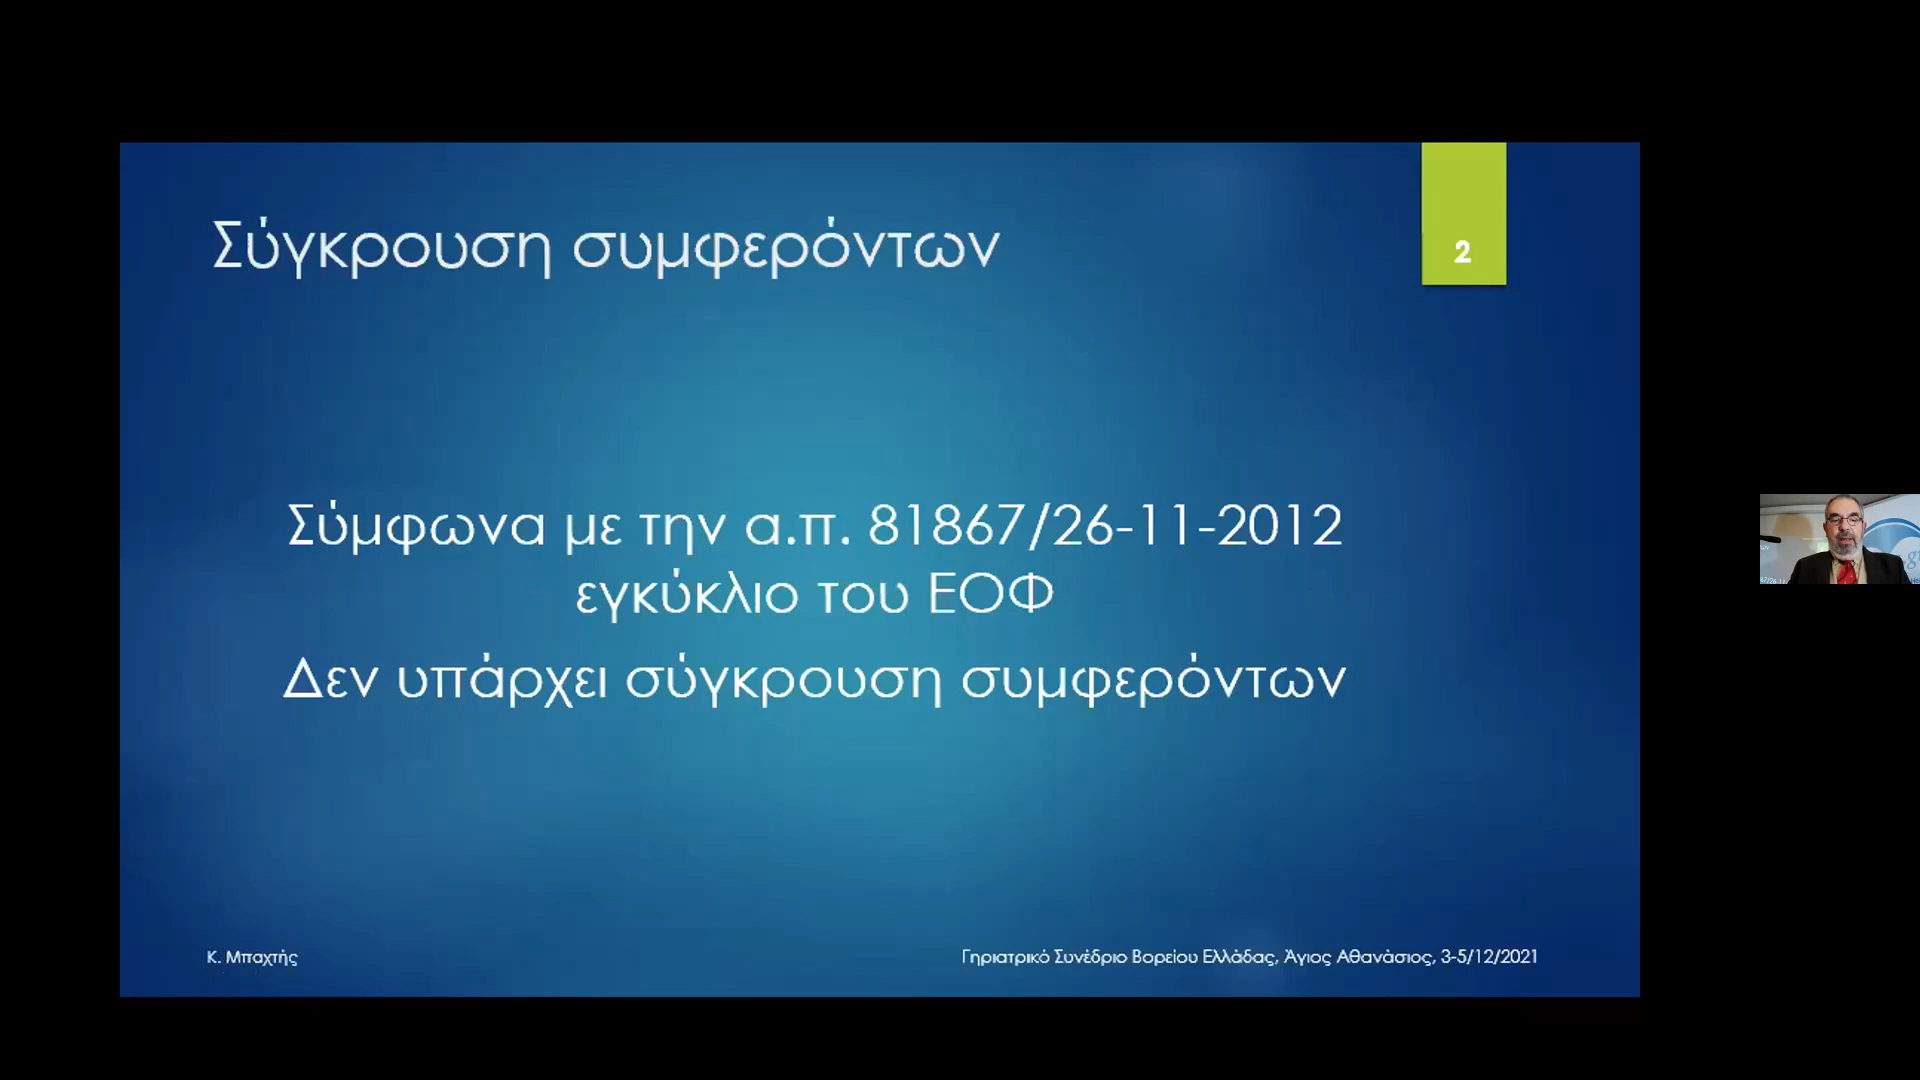 Σύγκρουση συμφερόντων
2
Σύμφωνα με την α.π. 81867/26-11-2012
εγκύκλιο του ΕΟΦ
Δεν υπάρχει σύγκρουση συμφερόντων
Κ. Μπαχτής
Γηριατρικό Συνέδριο Βορείου Ελλάδας, Άγιος Αθανάσιος, 3-5/12/2021